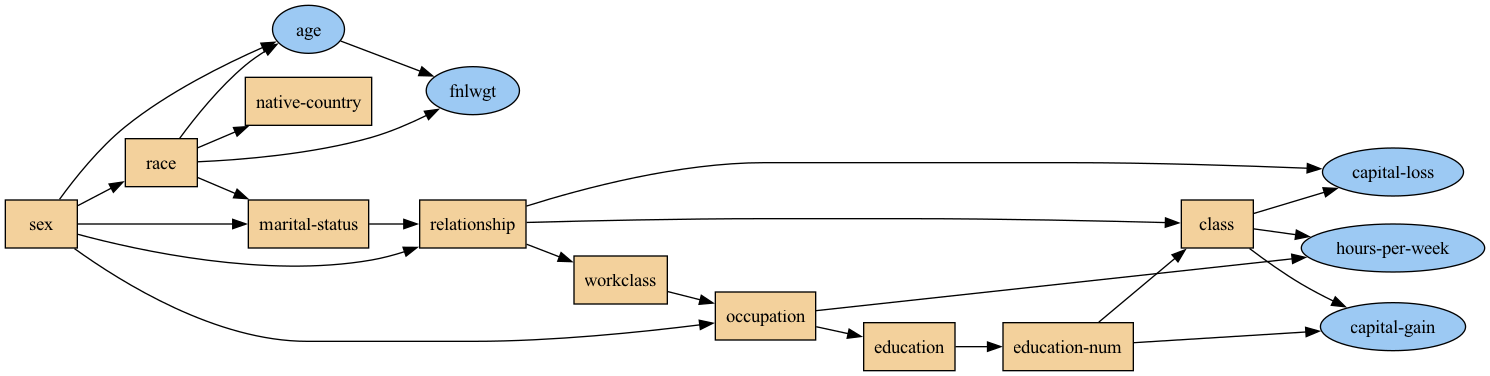 age
fnlwgt
native-country
race
sex
marital-status
relationship
workclass
occupation
education
education-num
class
capital-loss
hours-per-week
capital-gain